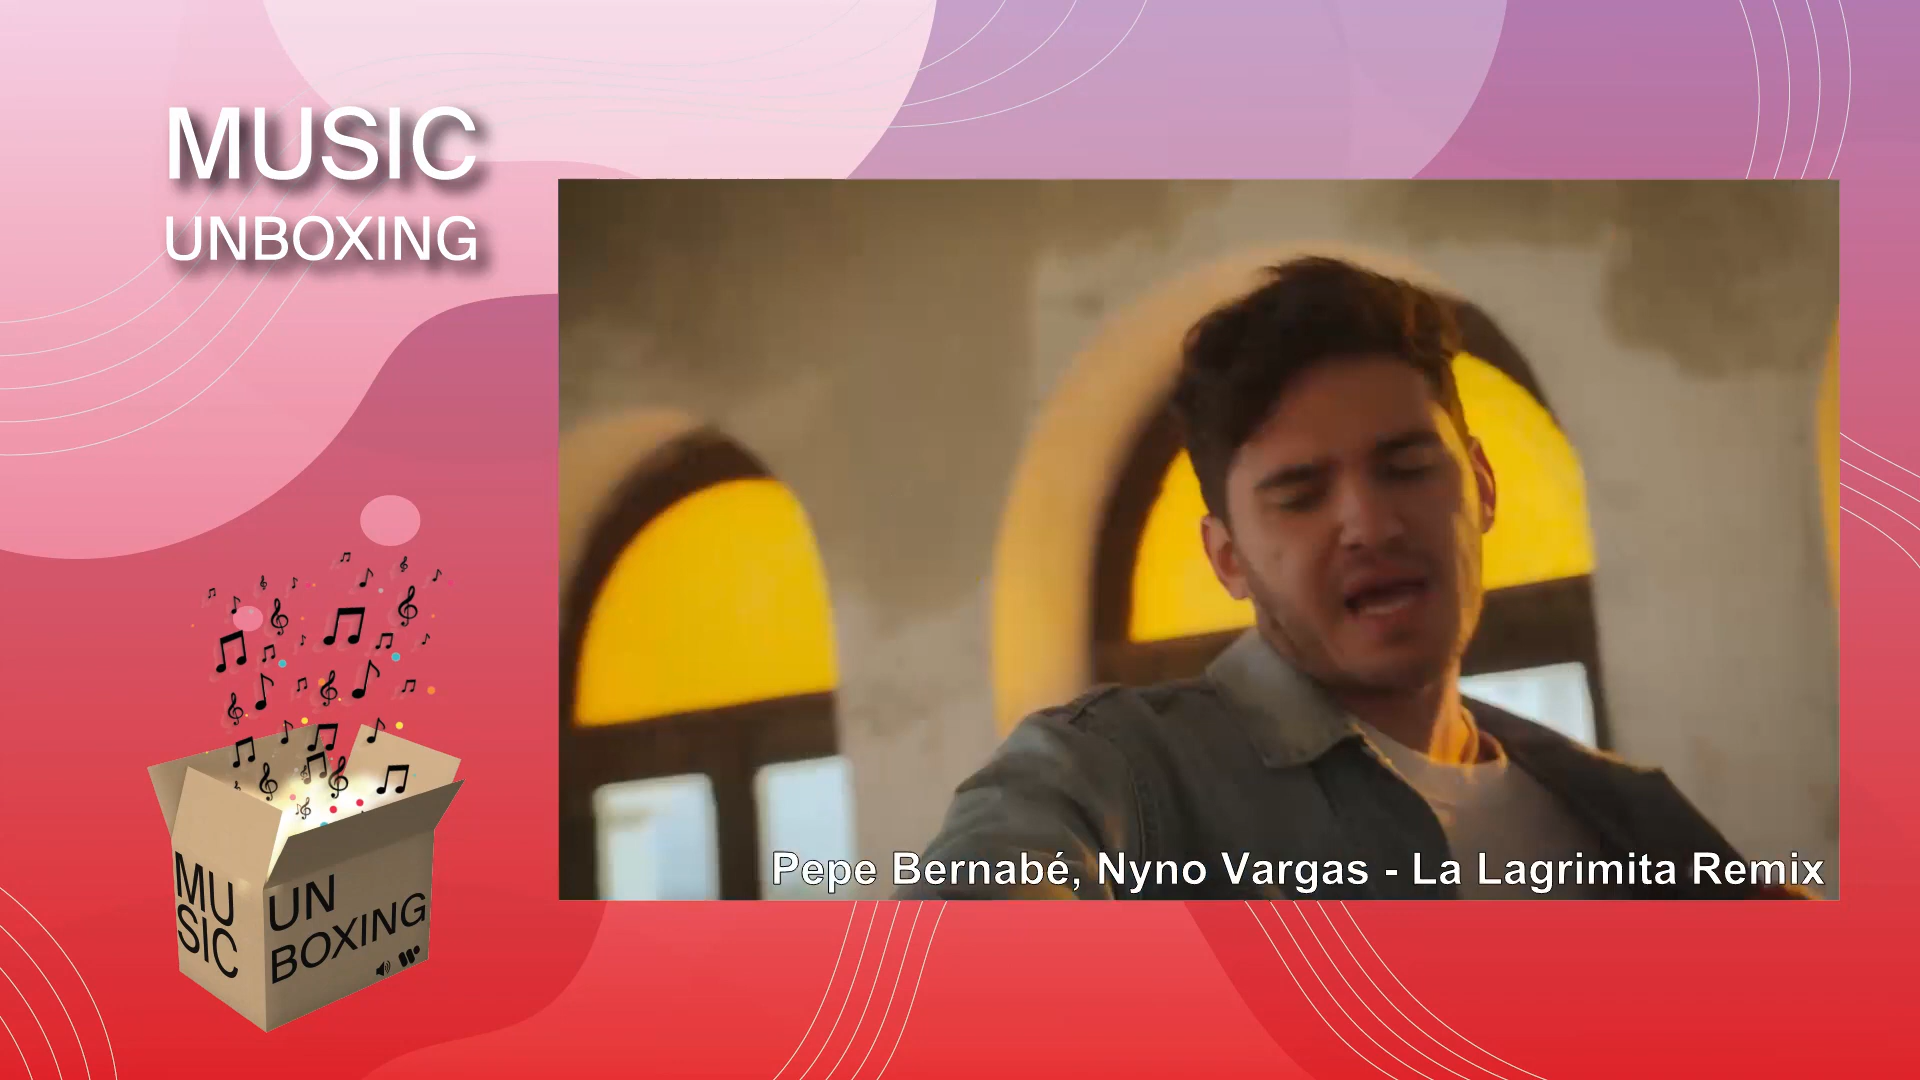 MUSIC
UNBOXING
Pepe Bernabé, Nyno Vargas - La Lagrimita Remix
MU
SIC
UN
BOXING